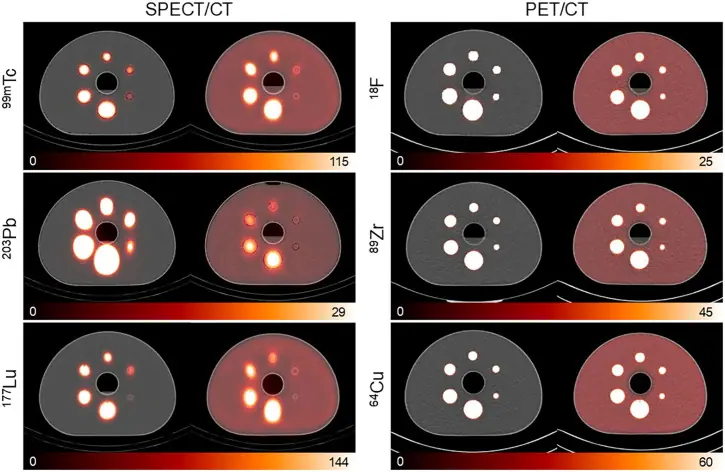 SPECT/CT PET/CT
99mTc 18F
0 115 0 25
203Pb 89Zr
0 29 0 45
177Lu 64Cu
0 144 0 60